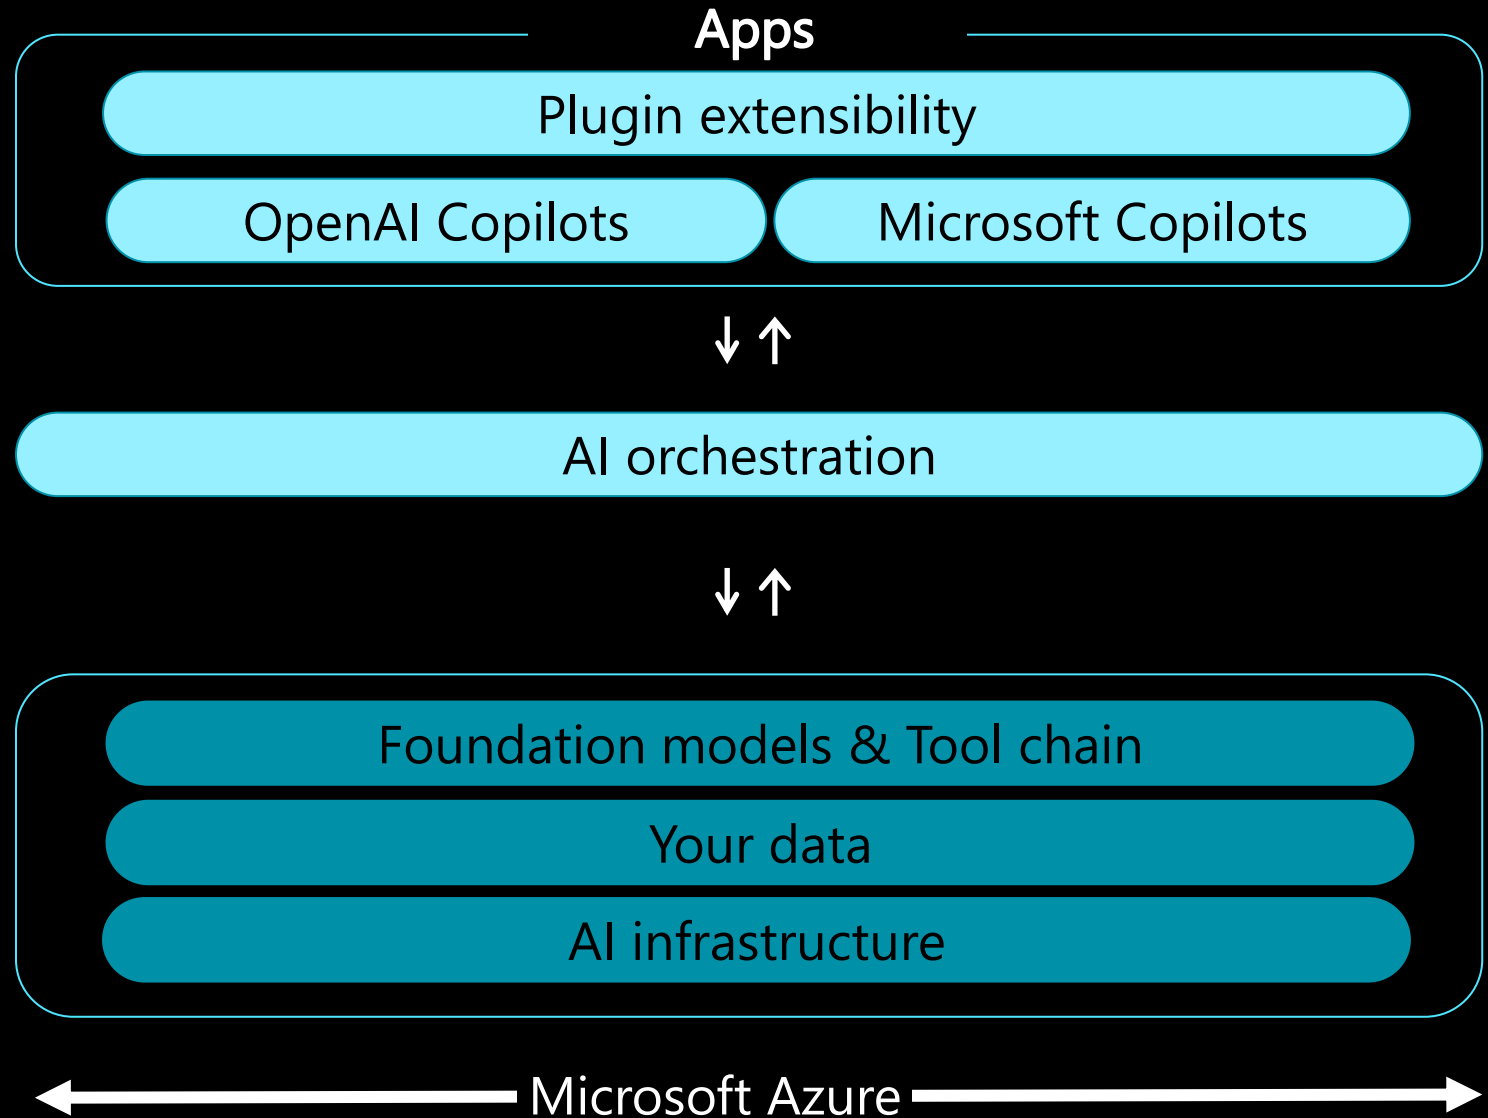 Apps
Plugin extensibility
OpenAI Copilots
Microsoft Copilots
AI orchestration
Foundation models & Tool chain
Your data
AI infrastructure
Microsoft Azure